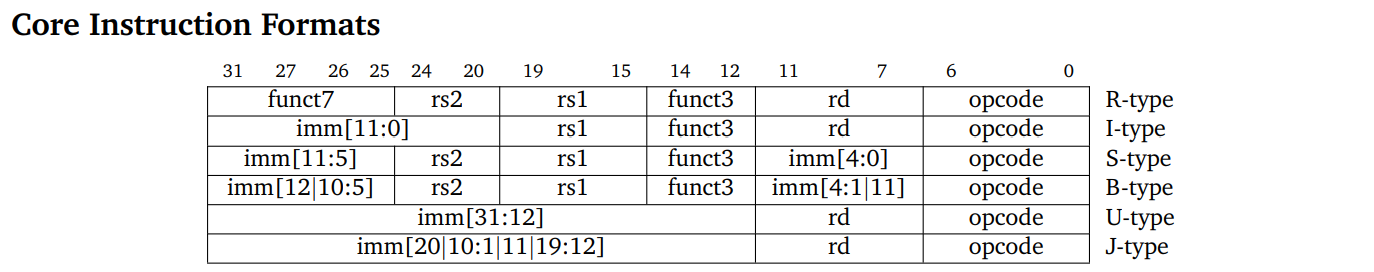 Core Instruction Formats
31 27 26 25 24 20 19 15 14 12 11 7 6 0
funct7 rs2 rs1 funct3 rd opcode R-type
imm[11:0] rs1 funct3 rd opcode I-type
imm[11:5] rs2 rs1 funct3 imm[4:0] opcode S-type
imm[12|10:5] rs2 rs1 funct3 imm[4:1|11] opcode B-type
imm[31:12] rd opcode U-type
imm[20|10:1|11|19:12] rd opcode J-type